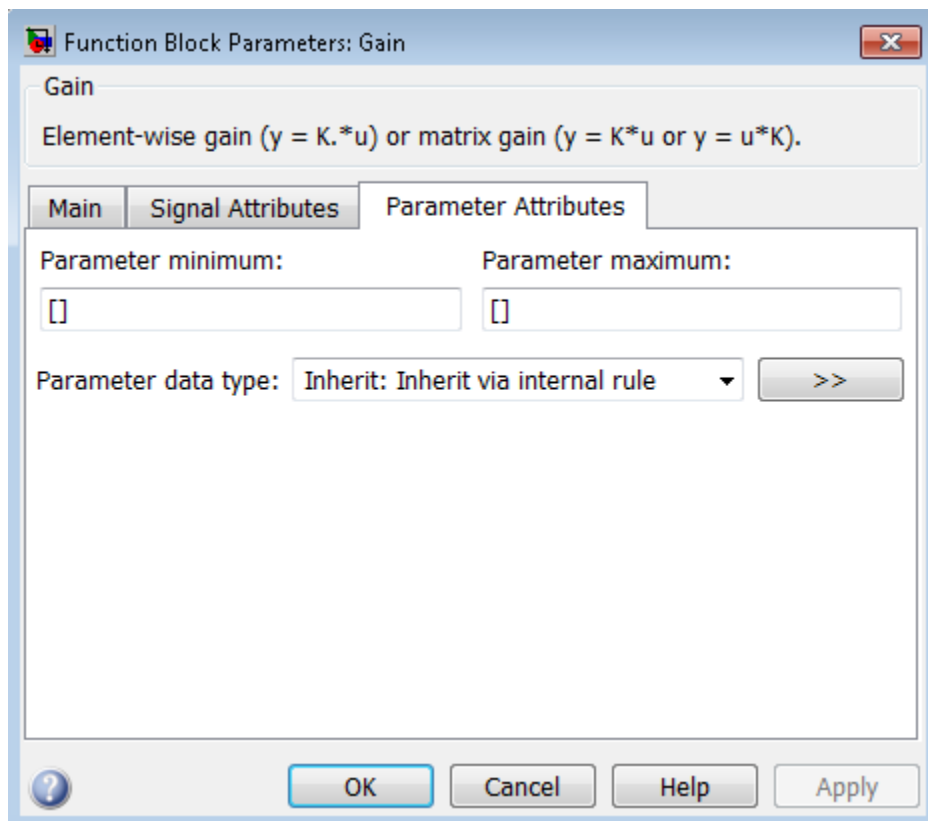 Function Block Parameters: Gain
Gain
Element-wise gain (y = K.*u) or matrix gain (y = K*u or y = u*K).
Main Signal Attributes Parameter Attributes
Parameter minimum: Parameter maximum:
[] []
Parameter data type: Inherit: Inherit via internal rule >>
OK Cancel Help Apply